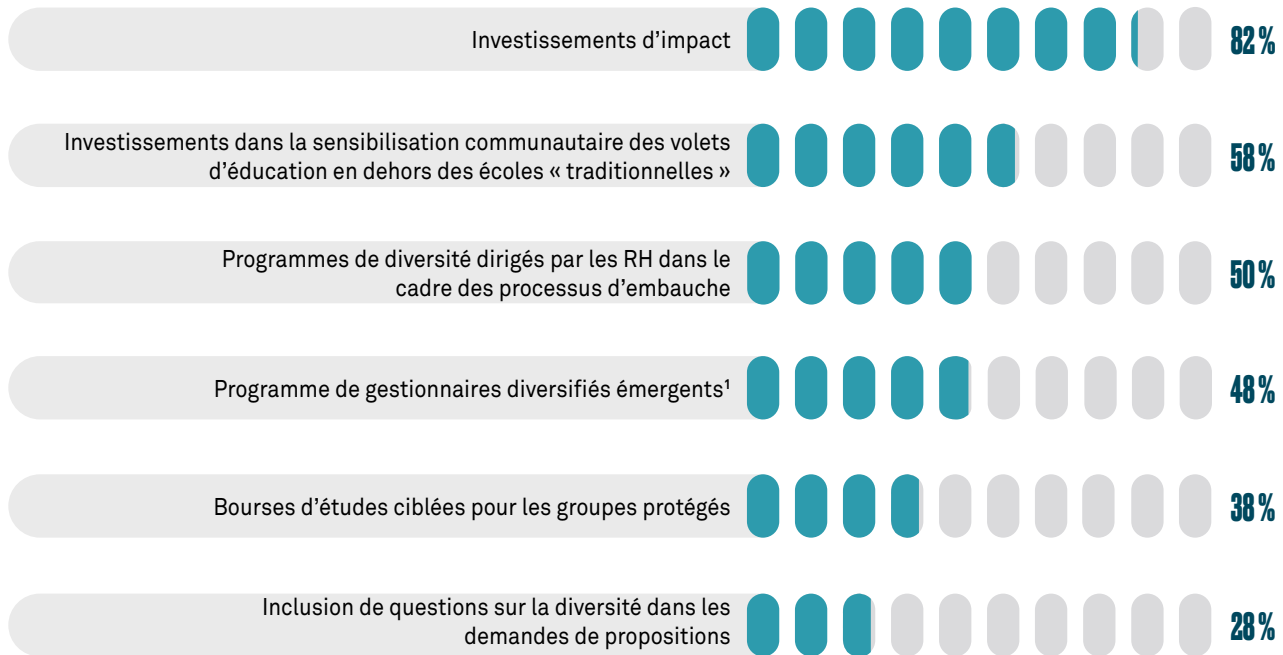 Investissements d’impact
82 %
Investissements dans la sensibilisation communautaire des volets
d’éducation en dehors des écoles « traditionnelles »
58 %
Programmes de diversité dirigés par les RH dans le
cadre des processus d’embauche
50 %
Programme de gestionnaires diversifiés émergents¹
48 %
Bourses d’études ciblées pour les groupes protégés
38 %
Inclusion de questions sur la diversité dans les
demandes de propositions
28 %